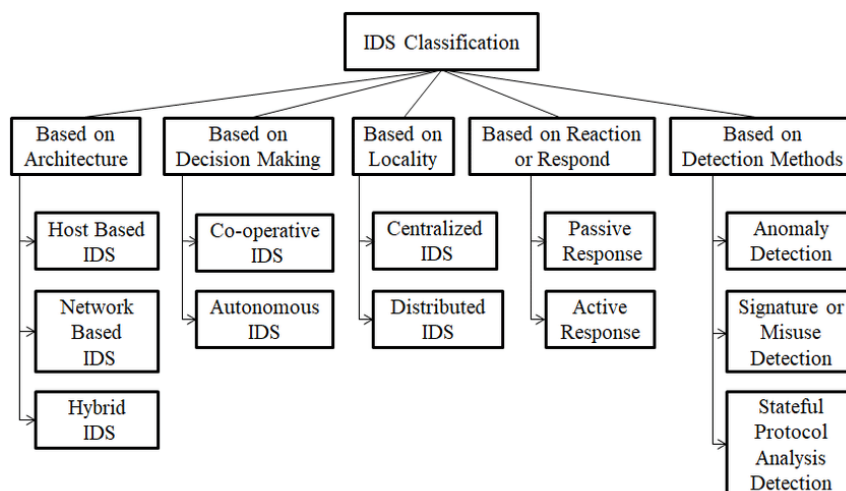 IDS Classification
Based on
Architecture
Based on
Decision Making
Based on
Locality
Based on Reaction
or Respond
Based on
Detection Methods
Host Based
IDS
Network
Based
IDS
Hybrid
IDS
Co-operative
IDS
Autonomous
IDS
Centralized
IDS
Distributed
IDS
Passive
Response
Active
Response
Anomaly
Detection
Signature or
Misuse
Detection
Stateful
Protocol
Analysis
Detection